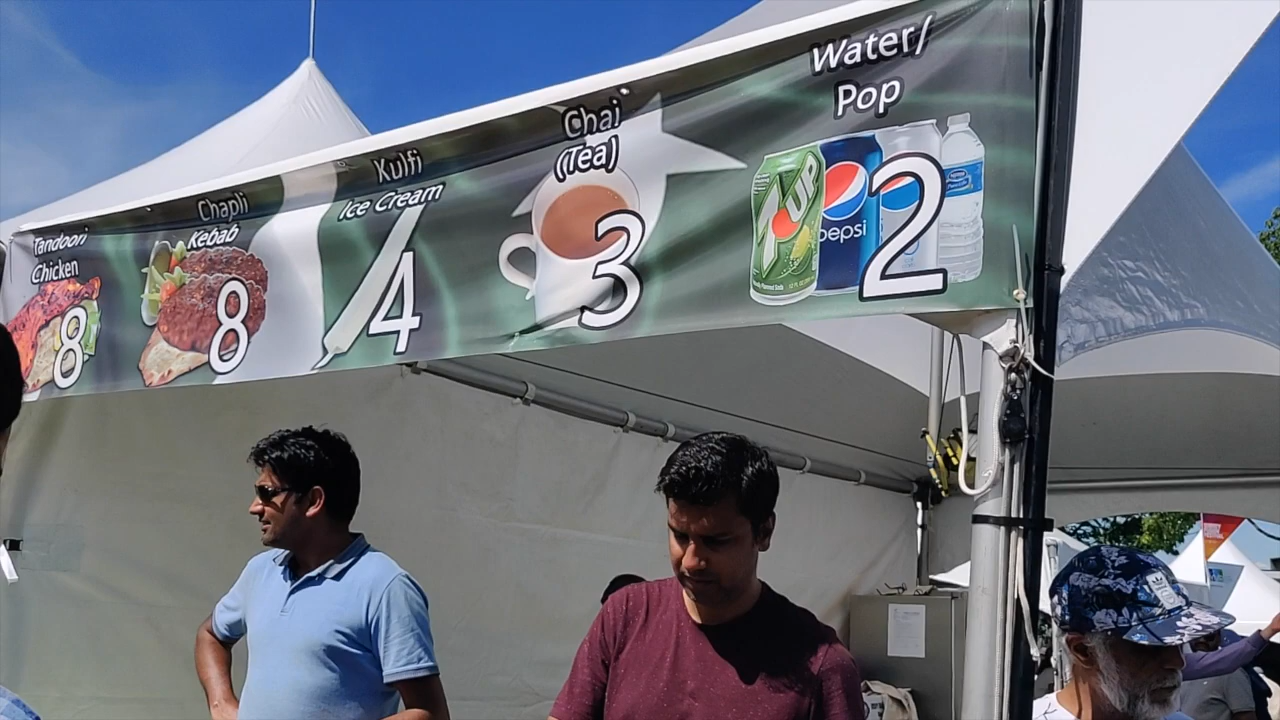 Tandoori
Chicken
8
Chapli
Kebab
8
Kulfi
Ice Cream
4
Chai
(Tea)
3
Water/
Pop
7UP
pepsi
2